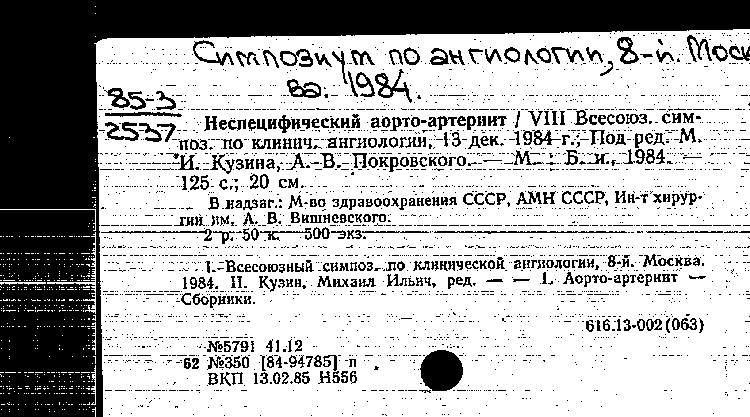 Симпозиум по ангиологии, 8-й. Моск
ва. 1984.
85-3
2537
Неспецифический аорто-артериит / VIII Всесоюз. сим-
поз. по клинич. ангиологии, 13 дек. 1984 г.; Под ред. М.
И. Кузина, А. В. Покровского. — М. : Б. и., 1984. —
125 с.; 20 см.
В надзаг.: М-во здравоохранения СССР, АМН СССР, Ин-т хирур-
гии им. А. В. Вишневского.
2 р. 50 к. 500 экз.
I. Всесоюзный симпоз. по клинической ангиологии, 8-й. Москва.
1984. II. Кузин, Михаил Ильич, ред. — — 1. Аорто-артериит —
Сборники.
616.13-002(063)
№5791 41.12
62 №350 [84-94785] п
ВКП 13.02.85 Н556